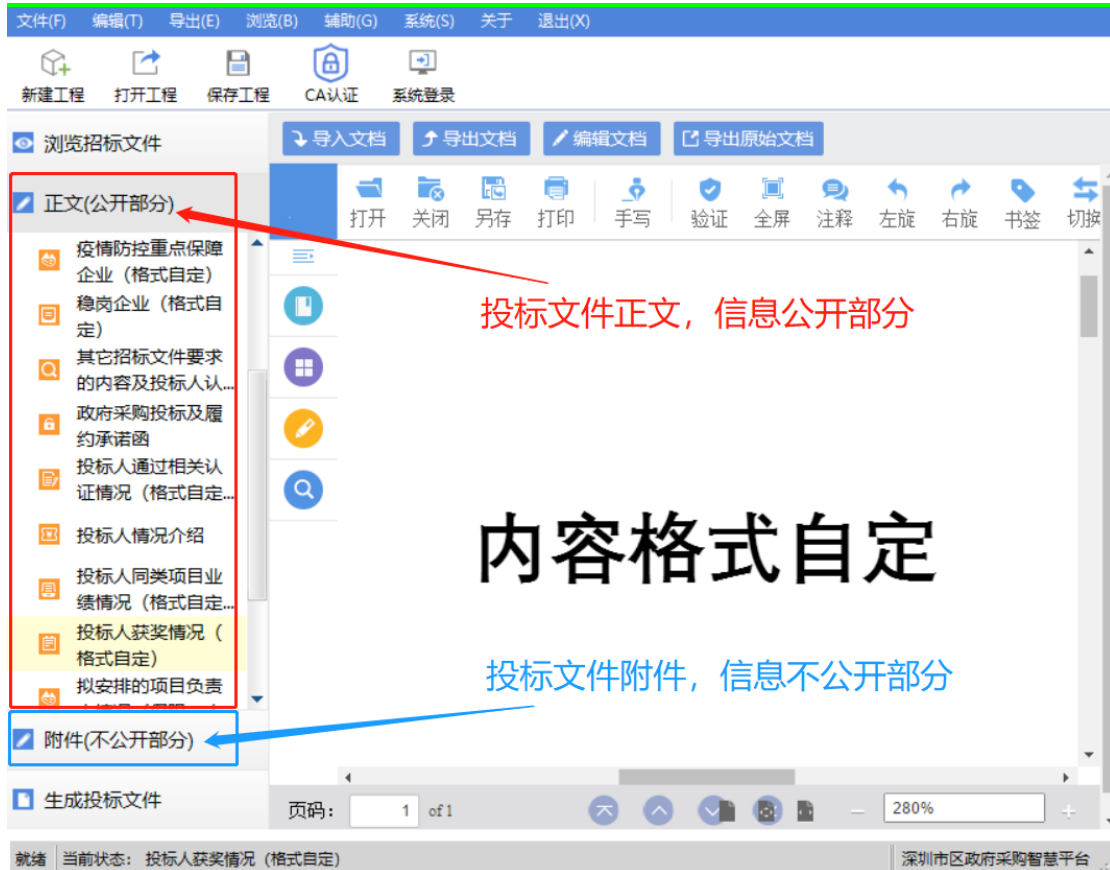 文件(F) 编辑(T) 导出(E) 浏览(B) 辅助(G) 系统(S) 关于 退出(X)
新建工程 打开工程 保存工程 CA认证 系统登录
浏览招标文件
导入文档 导出文档 编辑文档 导出原始文档
正文(公开部分)
打开 关闭 另存 打印 手写 验证 全屏 注释 左旋 右旋 书签 切换
疫情防控重点保障
企业（格式自定）
稳岗企业（格式自
定）
其它招标文件要求
的内容及投标人认...
政府采购投标及履
约承诺函
投标人通过相关认
证情况（格式自定...
投标人情况介绍
投标人同类项目业
绩情况（格式自定...
投标人获奖情况（
格式自定）
拟安排的项目负责
投标文件正文，信息公开部分
内容格式自定
投标文件附件，信息不公开部分
附件(不公开部分)
生成投标文件
页码： 1 of 1 280%
就绪 当前状态： 投标人获奖情况（格式自定） 深圳市区政府采购智慧平台